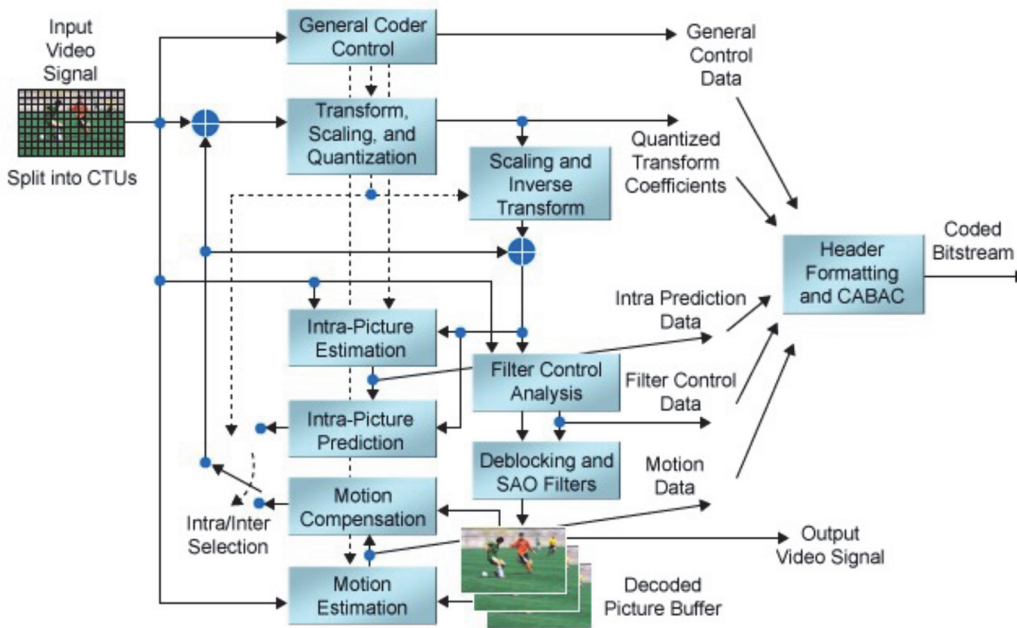 Input
Video
Signal
Split into CTUs
General Coder
Control
General
Control
Data
Transform,
Scaling, and
Quantization
Quantized
Transform
Coefficients
Scaling and
Inverse
Transform
Header
Formatting
and CABAC
Coded
Bitstream
Intra-Picture
Estimation
Intra Prediction
Data
Filter Control
Analysis
Filter Control
Data
Intra-Picture
Prediction
Deblocking and
SAO Filters
Motion
Data
Intra/Inter
Selection
Motion
Compensation
Output
Video Signal
Motion
Estimation
Decoded
Picture Buffer